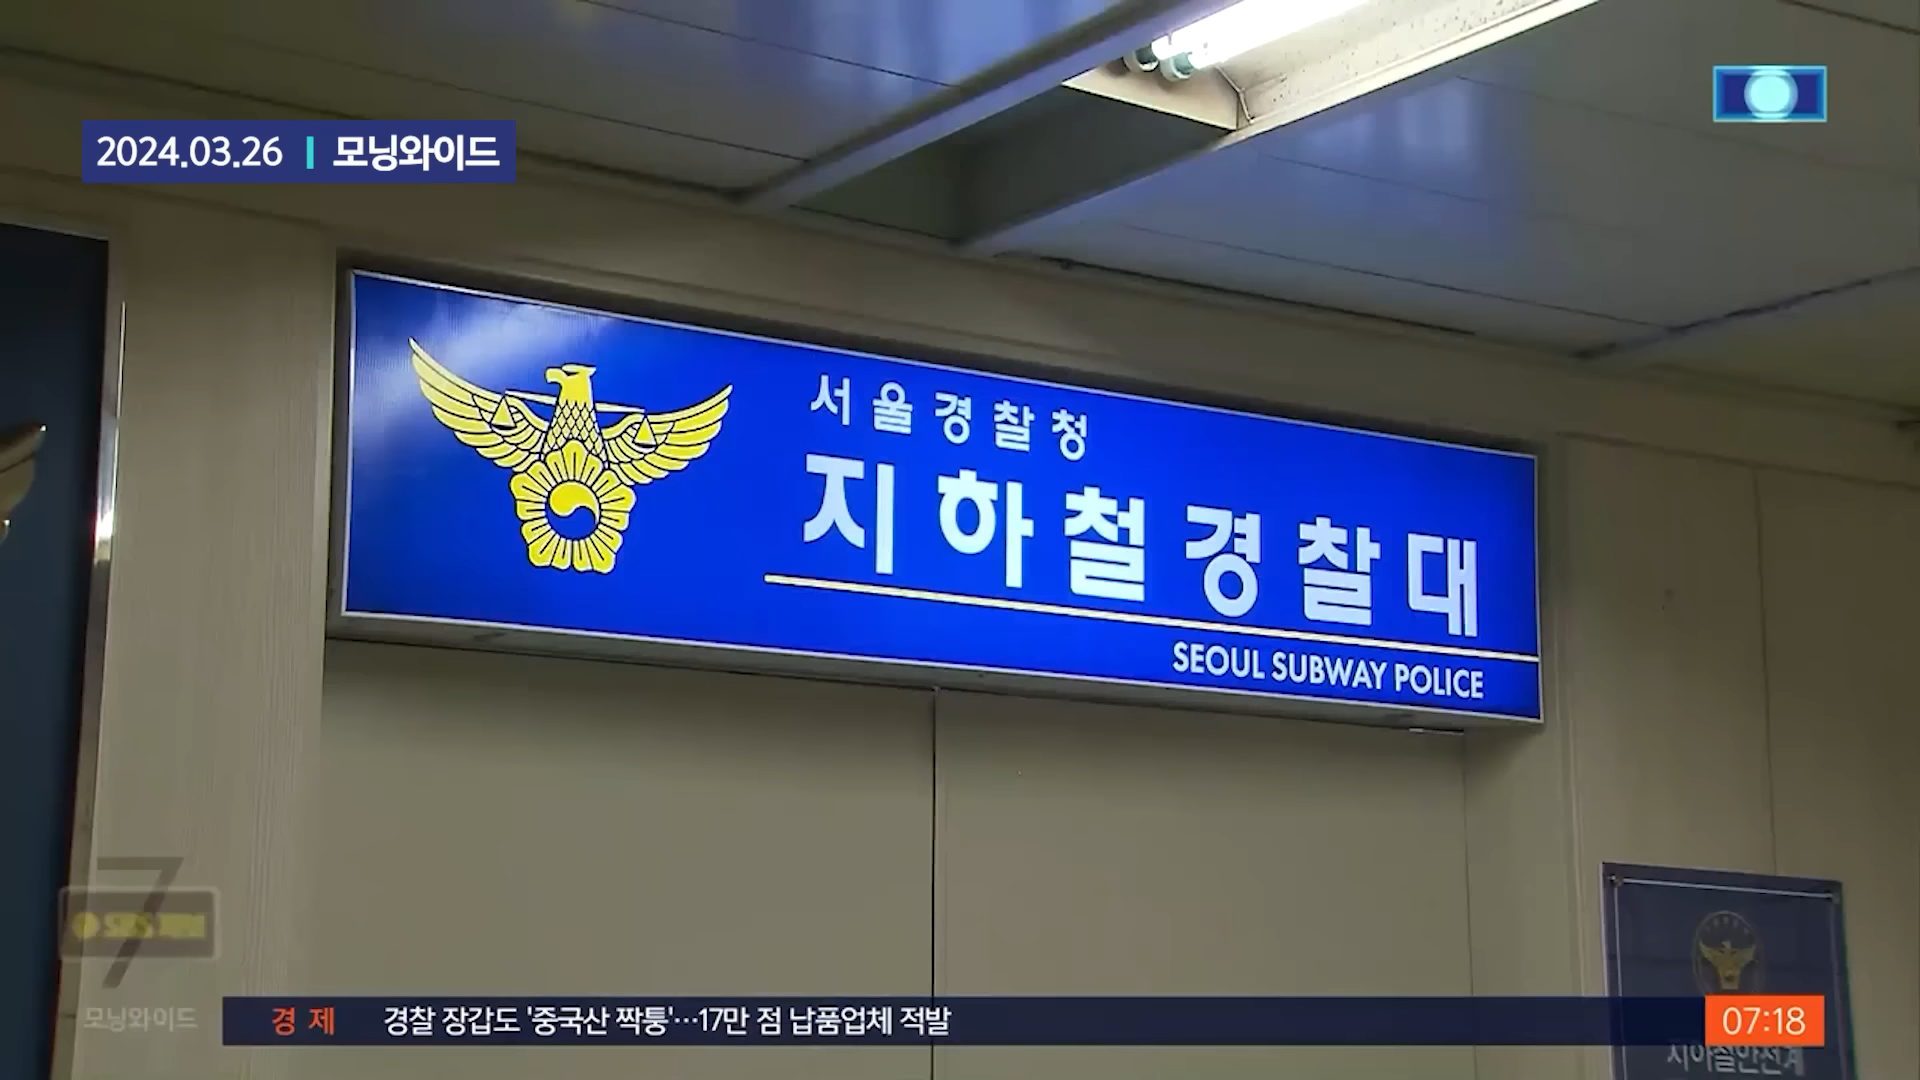 2024.03.26 | 모닝와이드
서울경찰청
지하철경찰대
SEOUL SUBWAY POLICE
7
모닝와이드
경제 경찰 장갑도 '중국산 짝퉁'…17만 점 납품업체 적발 07:18